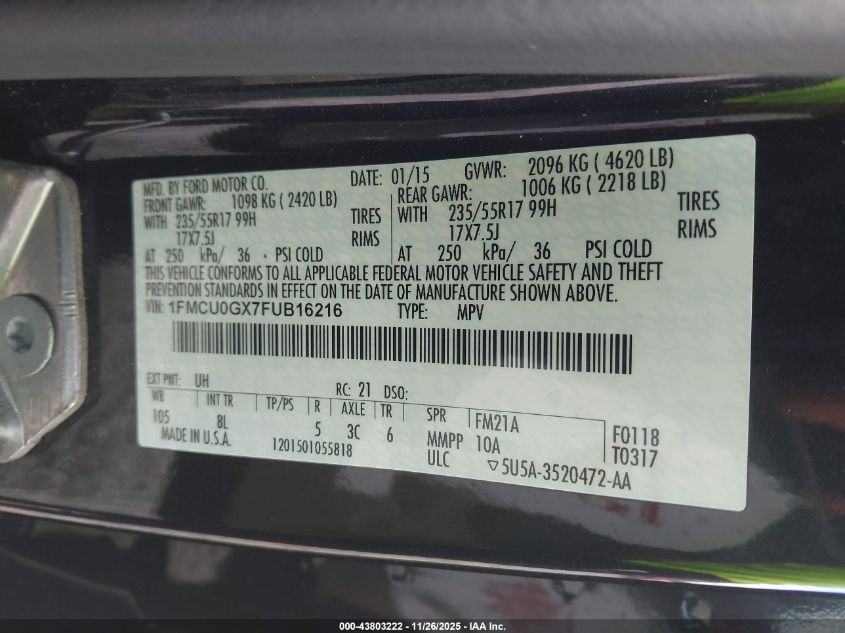 MFD. BY FORD MOTOR CO. DATE: 01/15 GVWR: 2096 KG ( 4620 LB)
FRONT GAWR: 1098 KG ( 2420 LB) REAR GAWR: 1006 KG ( 2218 LB)
WITH 235/55R17 99H TIRES WITH 235/55R17 99H TIRES
17X7.5J RIMS 17X7.5J RIMS
AT 250 kPa/ 36 PSI COLD AT 250 kPa/ 36 PSI COLD
THIS VEHICLE CONFORMS TO ALL APPLICABLE FEDERAL MOTOR VEHICLE SAFETY AND THEFT
PREVENTION STANDARDS IN EFFECT ON THE DATE OF MANUFACTURE SHOWN ABOVE.
VIN: 1FMCU0GX7FUB16216 TYPE: MPV
EXT PNT: UH RC: 21 DSO:
WB INT TR TP/PS R AXLE TR SPR FM21A F0118
105 8L 5 3C 6 MMPP 10A T0317
MADE IN U.S.A. 1201501055818 ULC ▽5U5A-3520472-AA
000-43803222 - 11/26/2025 - IAA Inc.